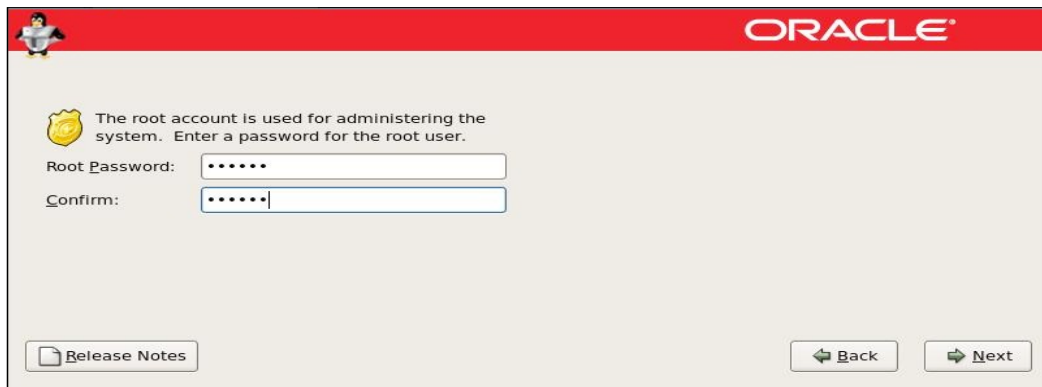 ORACLE®
The root account is used for administering the
system. Enter a password for the root user.
Root Password: ••••••
Confirm: ••••••
Release Notes
Back
Next